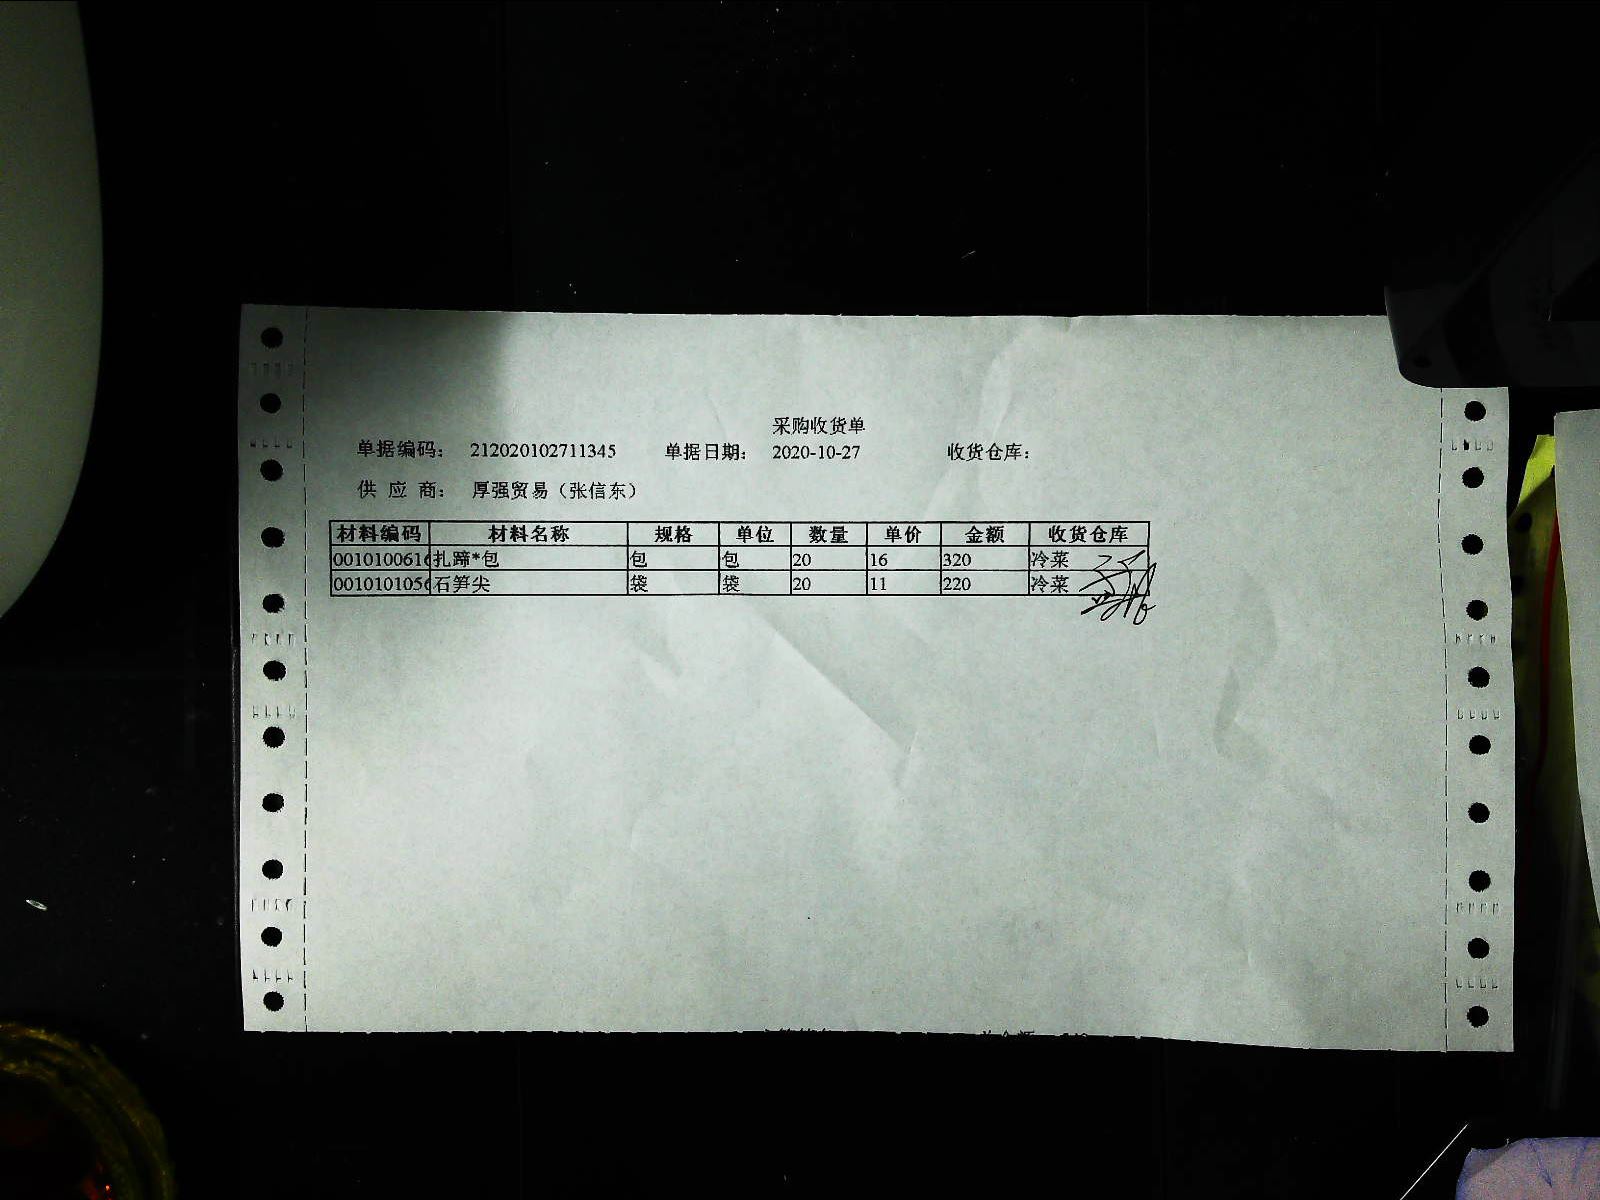 采购收货单
单据编码： 212020102711345 单据日期： 2020-10-27 收货仓库：
供 应 商： 厚强贸易（张信东）
材料编码 材料名称 规格 单位 数量 单价 金额 收货仓库
001010061 扎蹄*包 包 包 20 16 320 冷菜
001010105 石笋尖 袋 袋 20 11 220 冷菜